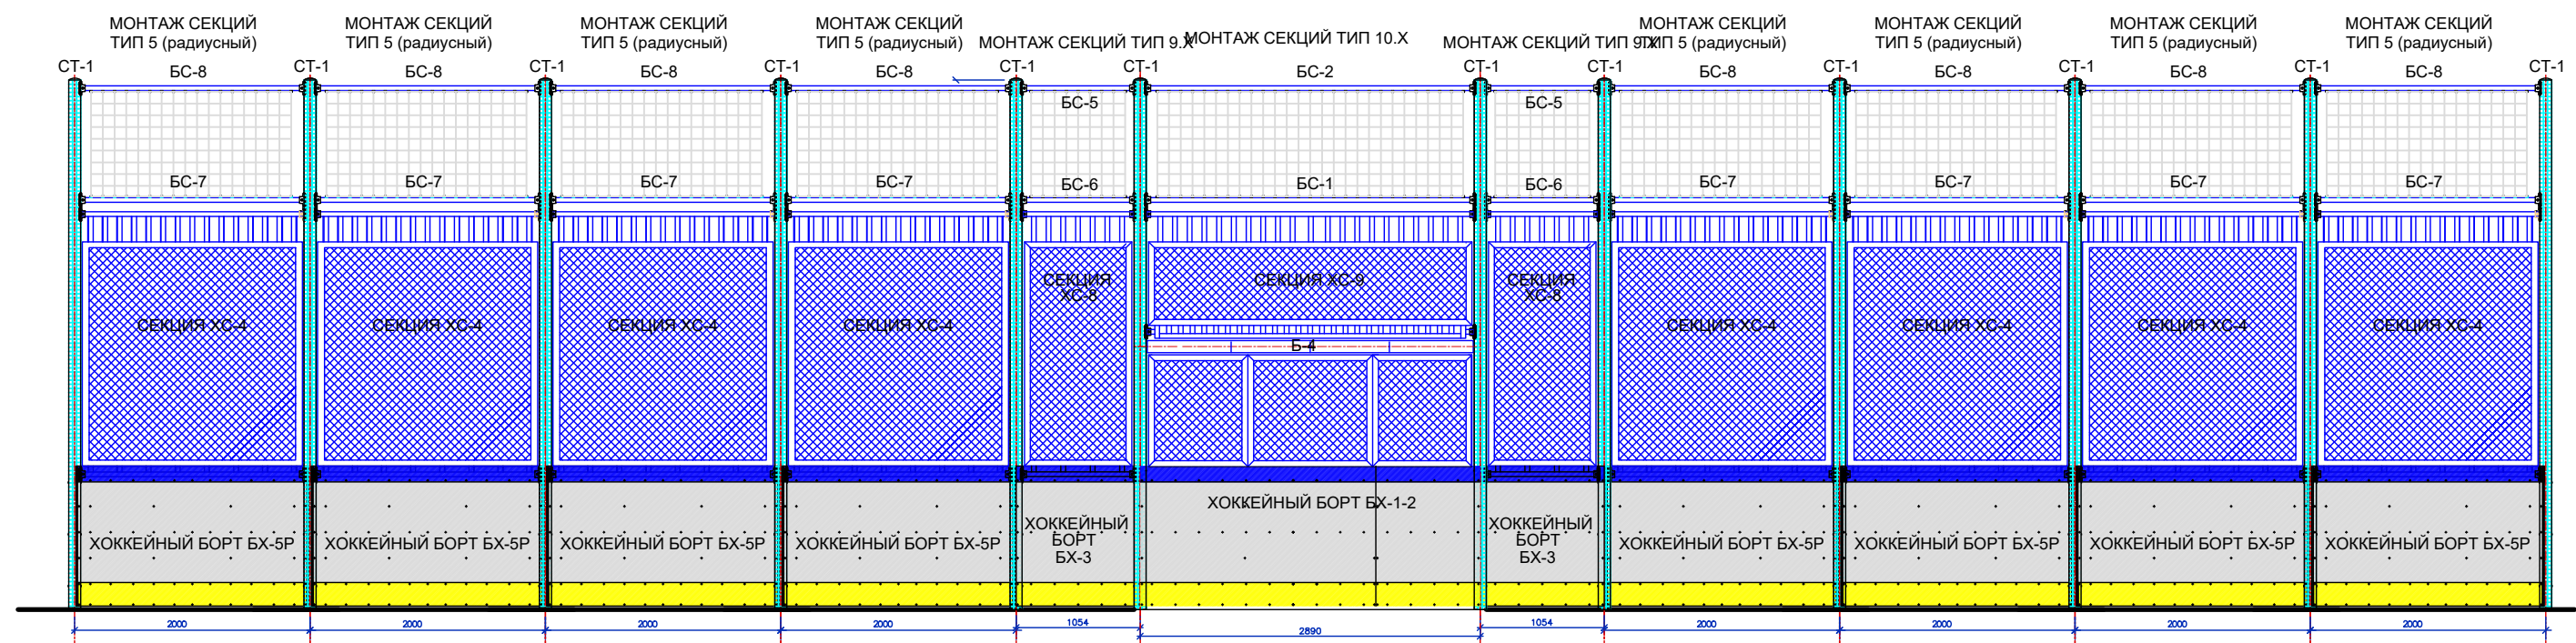 МОНТАЖ СЕКЦИЙ
ТИП 5 (радиусный)
МОНТАЖ СЕКЦИЙ
ТИП 5 (радиусный)
МОНТАЖ СЕКЦИЙ
ТИП 5 (радиусный)
МОНТАЖ СЕКЦИЙ
ТИП 5 (радиусный)
МОНТАЖ СЕКЦИЙ ТИП 9.Х
МОНТАЖ СЕКЦИЙ ТИП 10.Х
МОНТАЖ СЕКЦИЙ ТИП 9.Х
МОНТАЖ СЕКЦИЙ
ТИП 5 (радиусный)
МОНТАЖ СЕКЦИЙ
ТИП 5 (радиусный)
МОНТАЖ СЕКЦИЙ
ТИП 5 (радиусный)
МОНТАЖ СЕКЦИЙ
ТИП 5 (радиусный)
СТ-1 БС-8 СТ-1 БС-8 СТ-1 БС-8 СТ-1 БС-8 СТ-1 СТ-1 БС-2 СТ-1 СТ-1 БС-8 СТ-1 БС-8 СТ-1 БС-8 СТ-1 БС-8 СТ-1
БС-5 БС-5
БС-7 БС-7 БС-7 БС-7 БС-6 БС-1 БС-6 БС-7 БС-7 БС-7 БС-7
СЕКЦИЯ
ХС-8
СЕКЦИЯ ХС-9
СЕКЦИЯ
ХС-8
СЕКЦИЯ ХС-4 СЕКЦИЯ ХС-4 СЕКЦИЯ ХС-4 СЕКЦИЯ ХС-4 СЕКЦИЯ ХС-4 СЕКЦИЯ ХС-4 СЕКЦИЯ ХС-4 СЕКЦИЯ ХС-4
Б-4
ХОККЕЙНЫЙ БОРТ БХ-1-2
ХОККЕЙНЫЙ
БОРТ
БХ-3
ХОККЕЙНЫЙ
БОРТ
БХ-3
ХОККЕЙНЫЙ БОРТ БХ-5Р ХОККЕЙНЫЙ БОРТ БХ-5Р ХОККЕЙНЫЙ БОРТ БХ-5Р ХОККЕЙНЫЙ БОРТ БХ-5Р ХОККЕЙНЫЙ БОРТ БХ-5Р ХОККЕЙНЫЙ БОРТ БХ-5Р ХОККЕЙНЫЙ БОРТ БХ-5Р ХОККЕЙНЫЙ БОРТ БХ-5Р
2000 2000 2000 2000 1054 2890 1054 2000 2000 2000 2000